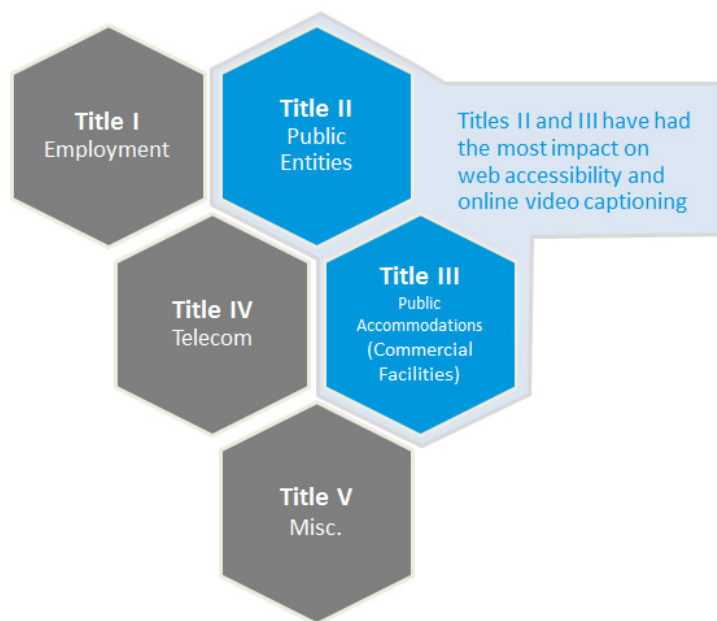 Title I
Employment
Title II
Public
Entities
Titles II and III have had
the most impact on
web accessibility and
online video captioning
Title IV
Telecom
Title III
Public
Accommodations
(Commercial
Facilities)
Title V
Misc.